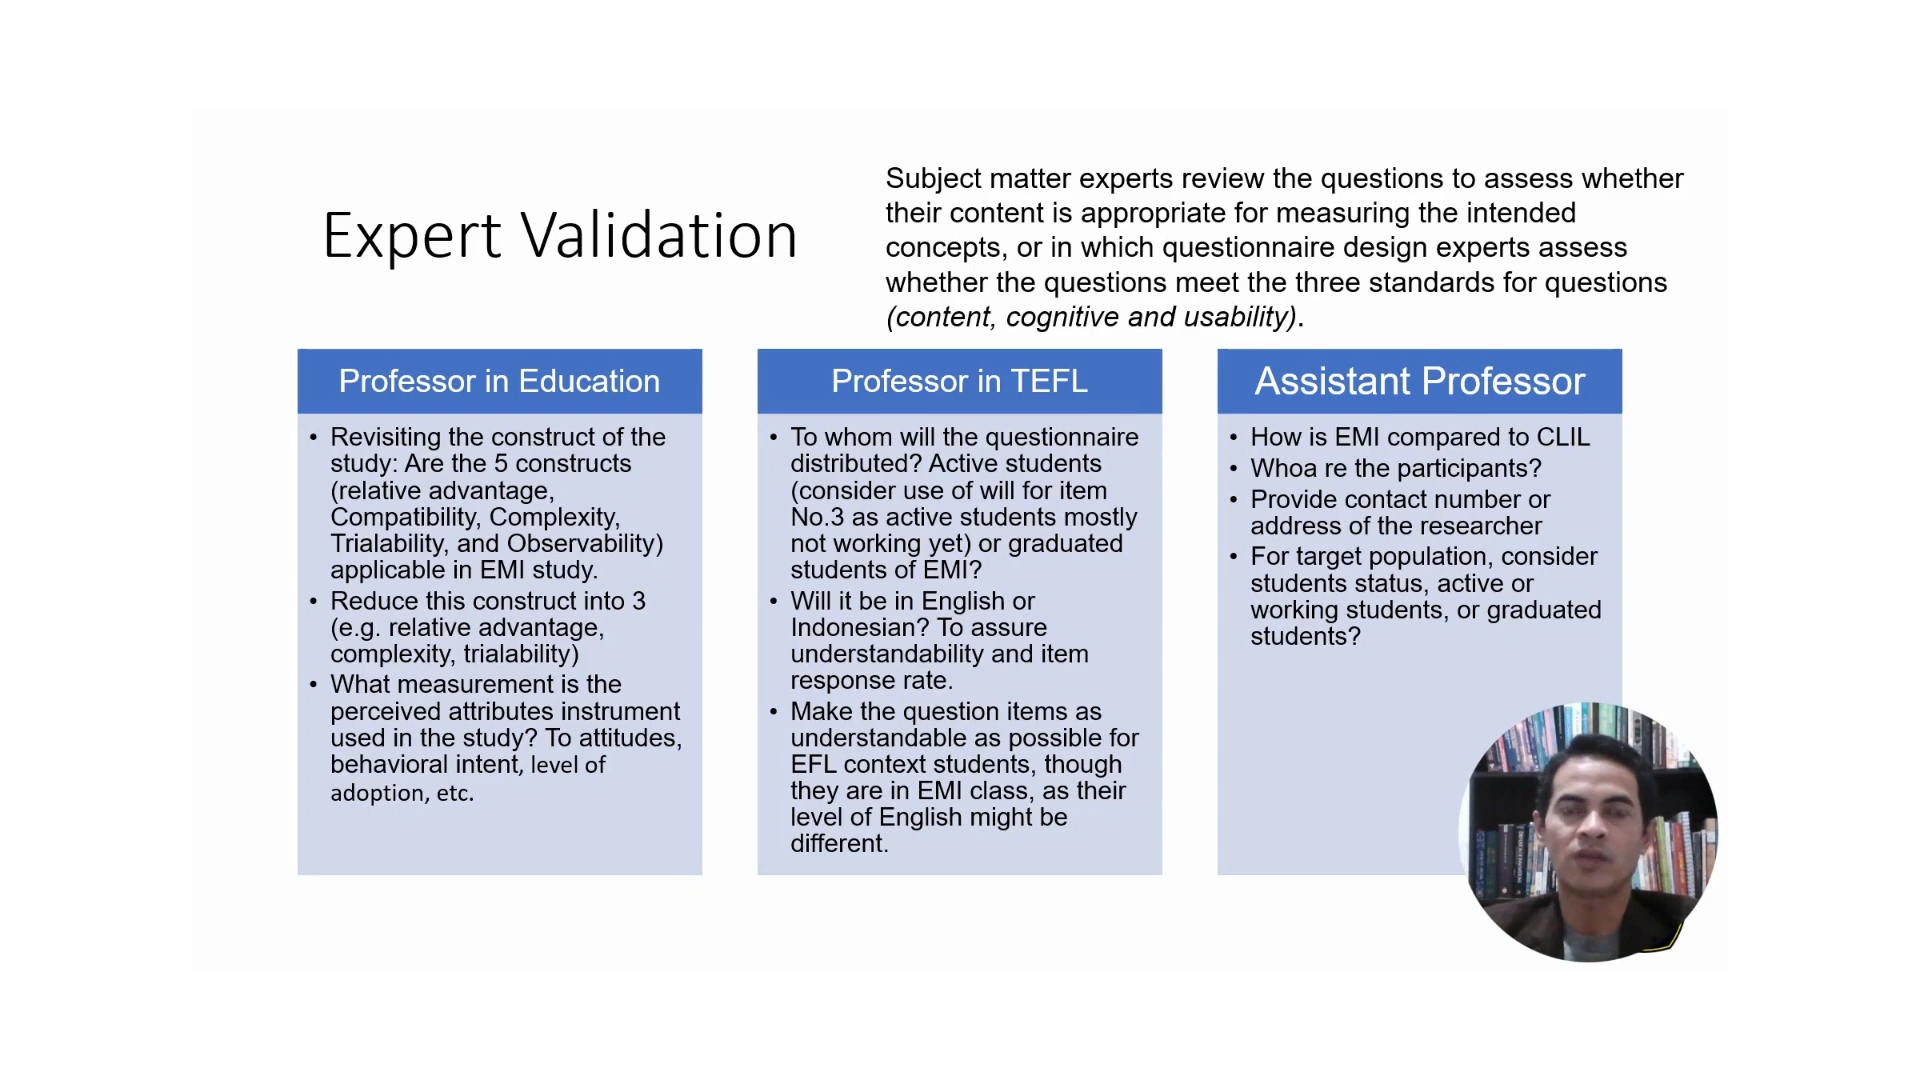 Expert Validation
Subject matter experts review the questions to assess whether
their content is appropriate for measuring the intended
concepts, or in which questionnaire design experts assess
whether the questions meet the three standards for questions
(content, cognitive and usability).
Professor in Education
• Revisiting the construct of the
study: Are the 5 constructs
(relative advantage,
Compatibility, Complexity,
Trialability, and Observability)
applicable in EMI study.
• Reduce this construct into 3
(e.g. relative advantage,
complexity, trialability)
• What measurement is the
perceived attributes instrument
used in the study? To attitudes,
behavioral intent, level of
adoption, etc.
Professor in TEFL
• To whom will the questionnaire
distributed? Active students
(consider use of will for item
No.3 as active students mostly
not working yet) or graduated
students of EMI?
• Will it be in English or
Indonesian? To assure
understandability and item
response rate.
• Make the question items as
understandable as possible for
EFL context students, though
they are in EMI class, as their
level of English might be
different.
Assistant Professor
• How is EMI compared to CLIL
• Whoa re the participants?
• Provide contact number or
address of the researcher
• For target population, consider
students status, active or
working students, or graduated
students?